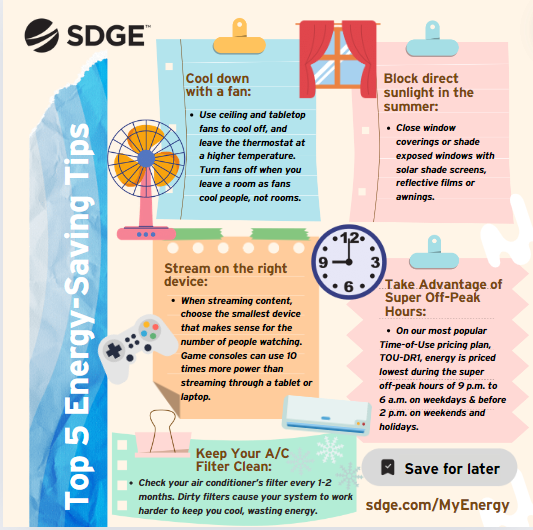 SDGE™
Top 5 Energy-Saving Tips
Cool down
with a fan:
• Use ceiling and tabletop
fans to cool off, and
leave the thermostat at
a higher temperature.
Turn fans off when you
leave a room as fans
cool people, not rooms.
Block direct
sunlight in the
summer:
• Close window
coverings or shade
exposed windows with
solar shade screens,
reflective films or
awnings.
Stream on the right
device:
• When streaming content,
choose the smallest device
that makes sense for the
number of people watching.
Game consoles can use 10
times more power than
streaming through a tablet or
laptop.
12
9 3
6
Take Advantage of
Super Off-Peak
Hours:
• On our most popular
Time-of-Use pricing plan,
TOU-DR1, energy is priced
lowest during the super
off-peak hours of 9 p.m. to
6 a.m. on weekdays & before
2 p.m. on weekends and
holidays.
Keep Your A/C
Filter Clean:
• Check your air conditioner's filter every 1-2
months. Dirty filters cause your system to work
harder to keep you cool, wasting energy.
Save for later
sdge.com/MyEnergy